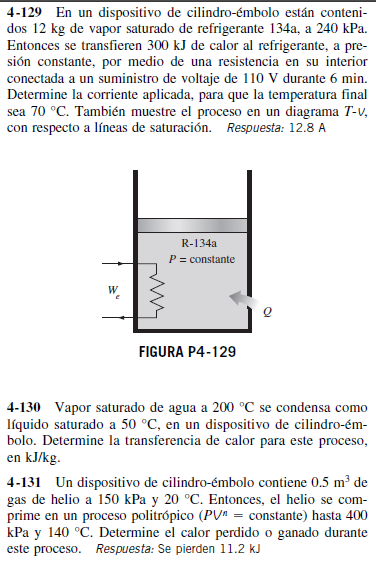 4-129 En un dispositivo de cilindro-émbolo están conteni-
dos 12 kg de vapor saturado de refrigerante 134a, a 240 kPa.
Entonces se transfieren 300 kJ de calor al refrigerante, a pre-
sión constante, por medio de una resistencia en su interior
conectada a un suministro de voltaje de 110 V durante 6 min.
Determine la corriente aplicada, para que la temperatura final
sea 70 °C. También muestre el proceso en un diagrama T-v,
con respecto a líneas de saturación. Respuesta: 12.8 A
R-134a
P = constante
We
Q
FIGURA P4-129
4-130 Vapor saturado de agua a 200 °C se condensa como
líquido saturado a 50 °C, en un dispositivo de cilindro-ém-
bolo. Determine la transferencia de calor para este proceso,
en kJ/kg.
4-131 Un dispositivo de cilindro-émbolo contiene 0.5 m³ de
gas de helio a 150 kPa y 20 °C. Entonces, el helio se com-
prime en un proceso politrópico (PVⁿ = constante) hasta 400
kPa y 140 °C. Determine el calor perdido o ganado durante
este proceso. Respuesta: Se pierden 11.2 kJ